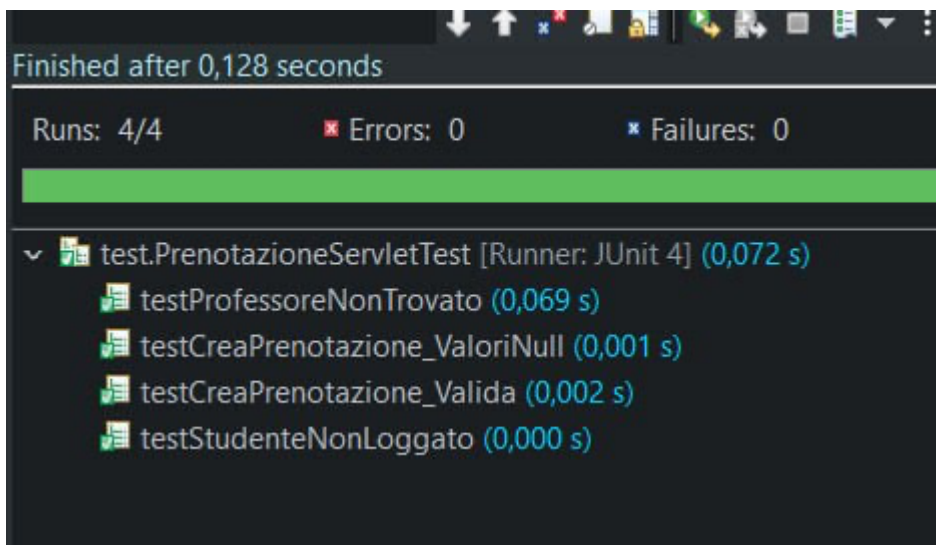 Finished after 0,128 seconds
Runs: 4/4 Errors: 0 Failures: 0
test.PrenotazioneServletTest [Runner: JUnit 4] (0,072 s)
testProfessoreNonTrovato (0,069 s)
testCreaPrenotazione_ValoriNull (0,001 s)
testCreaPrenotazione_Valida (0,002 s)
testStudenteNonLoggato (0,000 s)